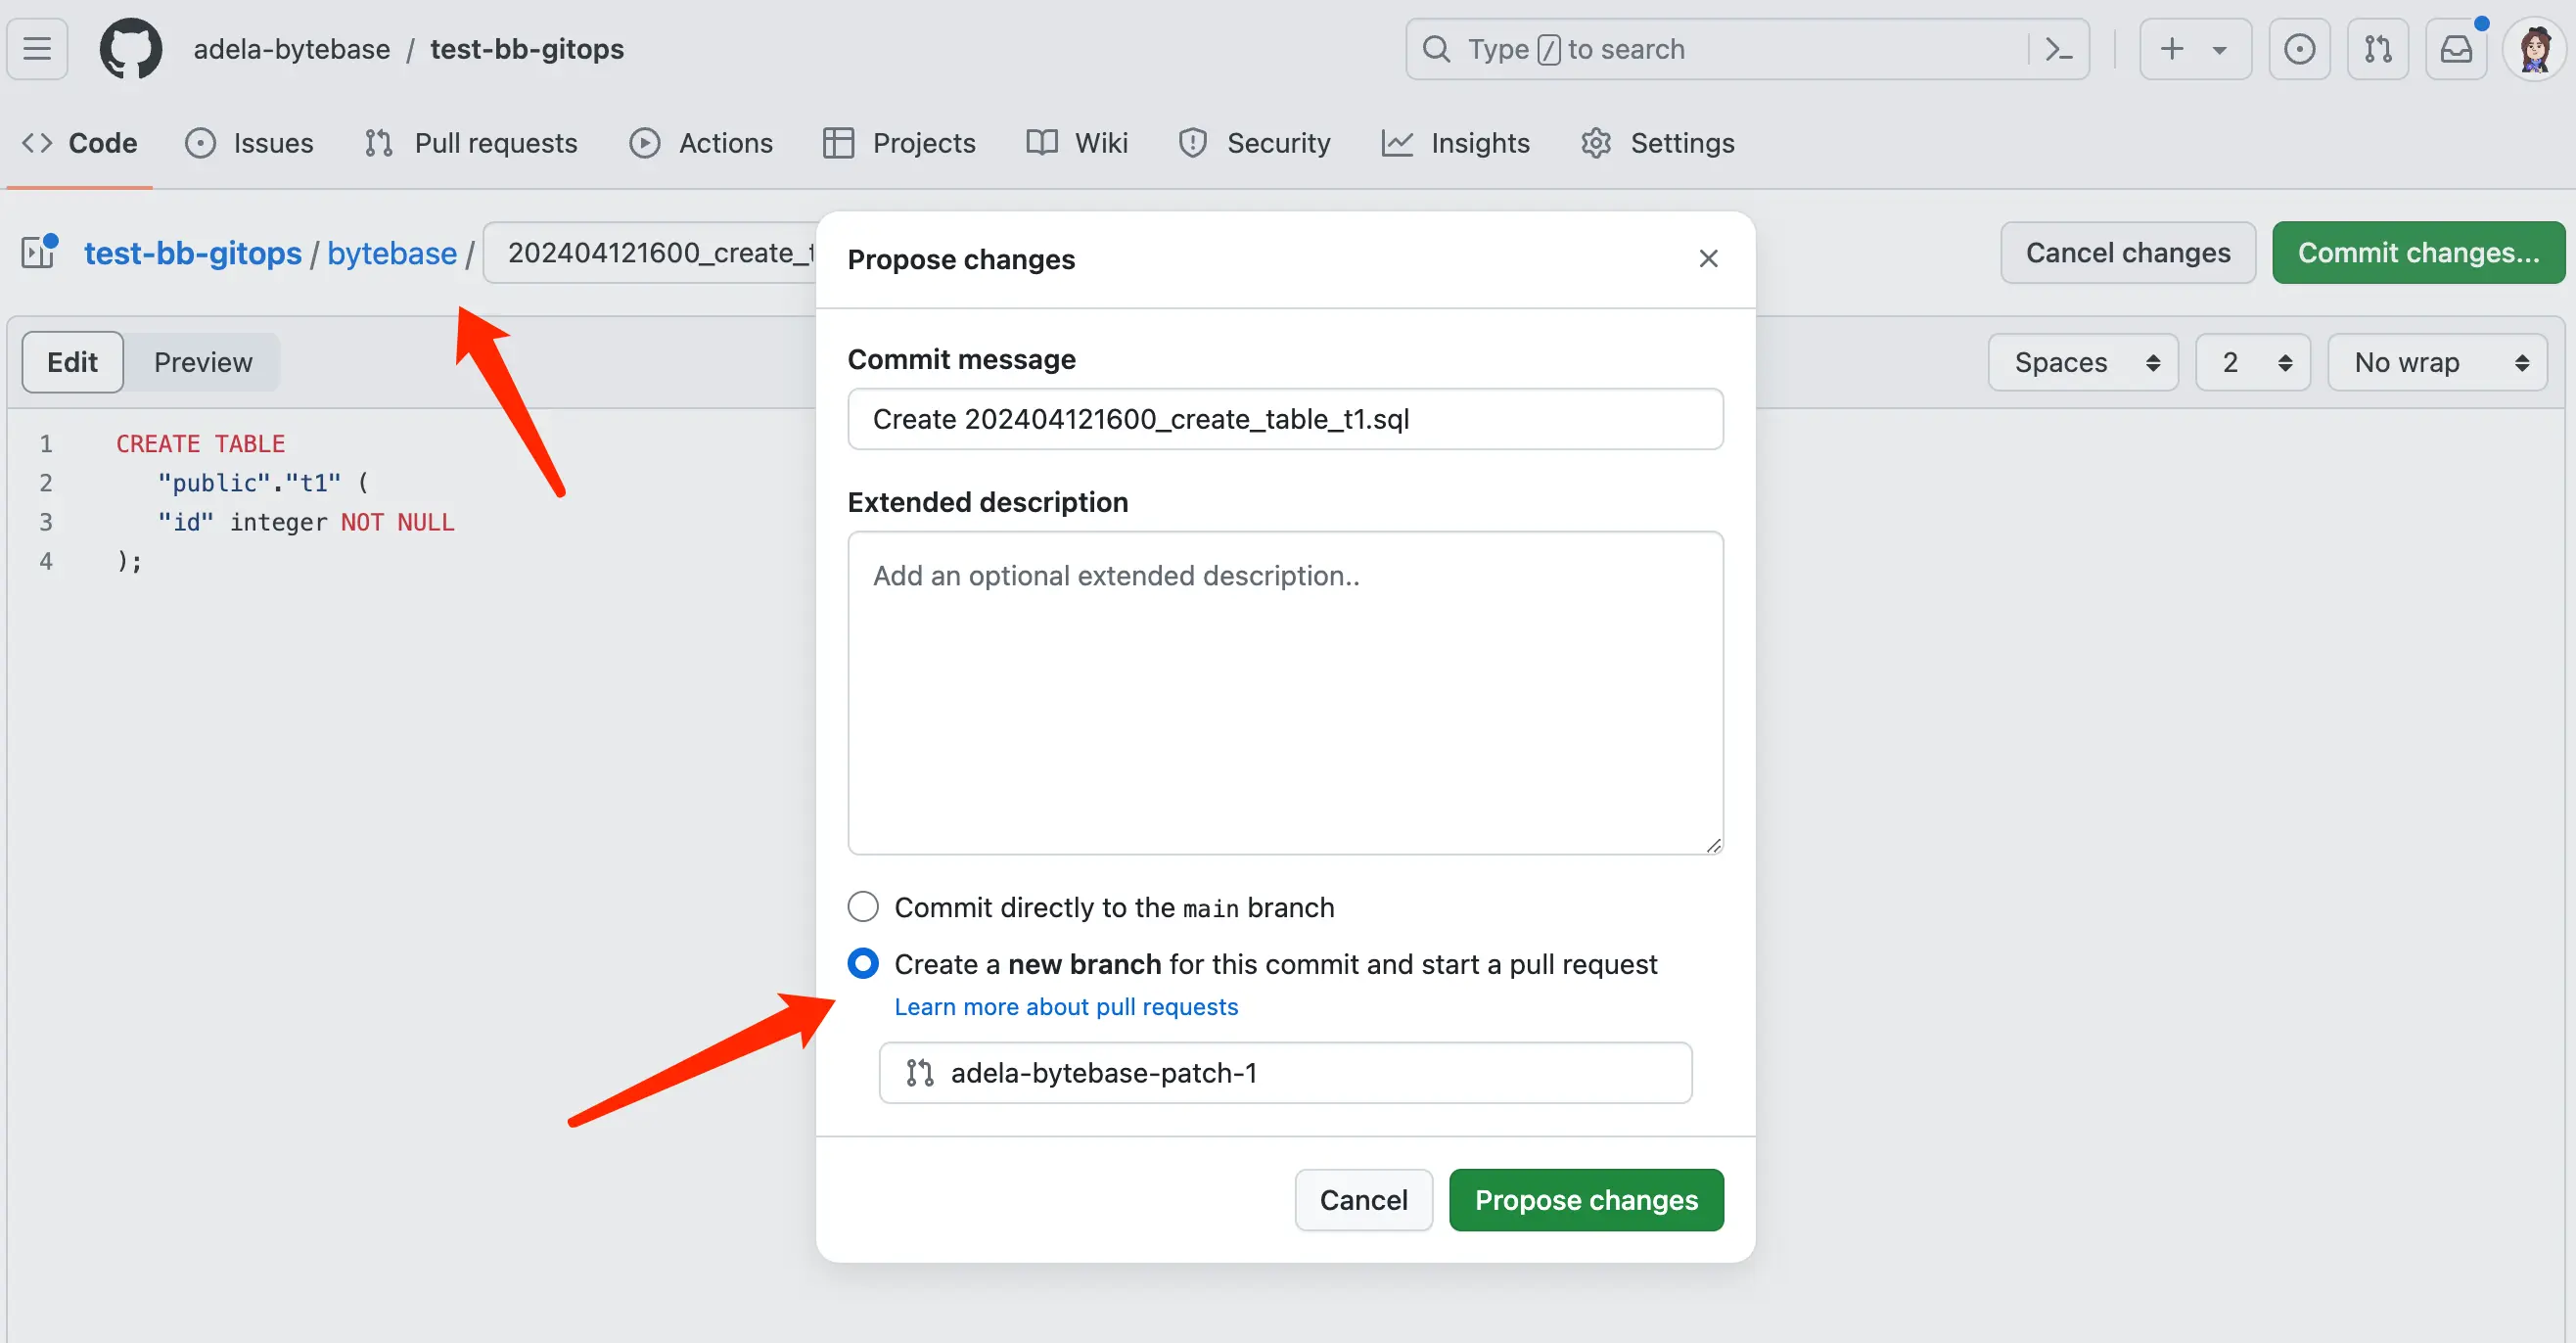 adela-bytebase / test-bb-gitops
Type / to search
Code Issues Pull requests Actions Projects Wiki Security Insights Settings
test-bb-gitops / bytebase / 202404121600_create_t
Cancel changes Commit changes...
Edit Preview
Spaces 2 No wrap
1 CREATE TABLE
2 "public"."t1" (
3 "id" integer NOT NULL
4 );
Propose changes
Commit message
Create 202404121600_create_table_t1.sql
Extended description
Add an optional extended description..
Commit directly to the main branch
Create a new branch for this commit and start a pull request
Learn more about pull requests
adela-bytebase-patch-1
Cancel Propose changes